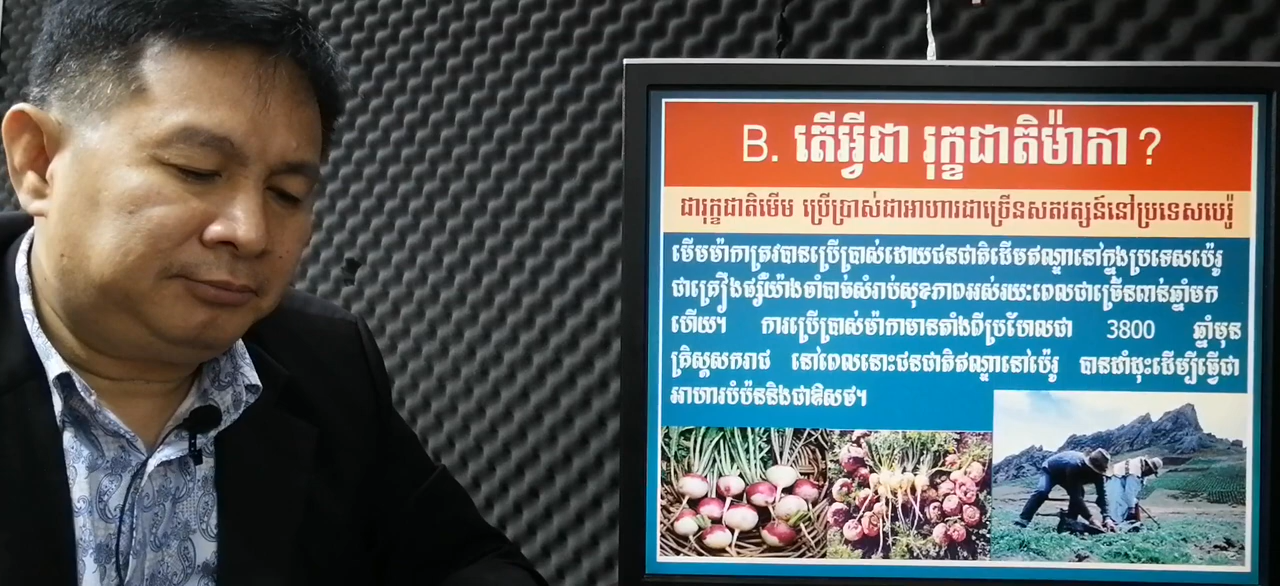 B. តើអ្វីជា រុក្ខជាតិម៉ាកា ?
ជារុក្ខជាតិមើម ប្រើប្រាស់ជាអាហារជាច្រើនសតវត្សន៍នៅប្រទេសប៉េរ៉ូ
មើមម៉ាកាត្រូវបានប្រើប្រាស់ដោយជនជាតិដើមឥណ្ឌានៅក្នុងប្រទេសប៉េរ៉ូ
ជាគ្រឿងផ្សំយ៉ាងចាំបាច់សំរាប់សុខភាពអស់រយៈពេលជាច្រើនពាន់ឆ្នាំមក
ហើយ។ ការប្រើប្រាស់ម៉ាកាមានតាំងពីប្រហែលជា 3800 ឆ្នាំមុន
គ្រិស្តសករាជ នៅពេលនោះជនជាតិឥណ្ឌានៅប៉េរ៉ូ បានដាំដុះដើម្បីធ្វើជា
អាហារបំប៉ននិងជាឱសថ។